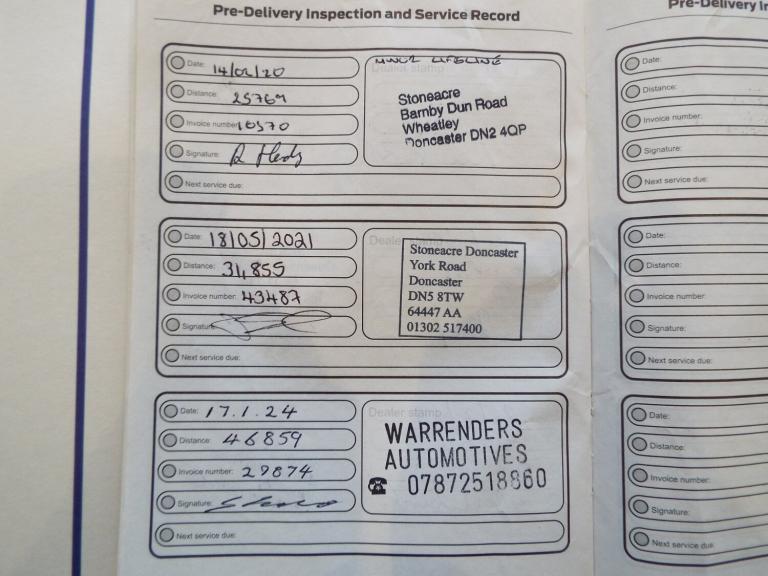 Pre-Delivery Inspection and Service Record
Date: 14/02/20
Distance: 25769
Invoice number: 10570
Signature:
Next service due:
Dealer stamp
Stoneacre
Barnby Dun Road
Wheatley
Doncaster DN2 4QP
Date: 18/05/2021
Distance: 31,855
Invoice number: 43487
Signature:
Next service due:
Stoneacre Doncaster
York Road
Doncaster
DN5 8TW
64447 AA
01302 517400
Date: 17.1.24
Distance: 46859
Invoice number: 29874
Signature:
Next service due:
Dealer stamp
WARRENDERS
AUTOMOTIVES
07872518860
Pre-Delivery
Date:
Distance:
Invoice number:
Signature:
Next service due:
Date:
Distance:
Invoice number:
Signature:
Next service due:
Date:
Distance:
Invoice number:
Signature:
Next service due: